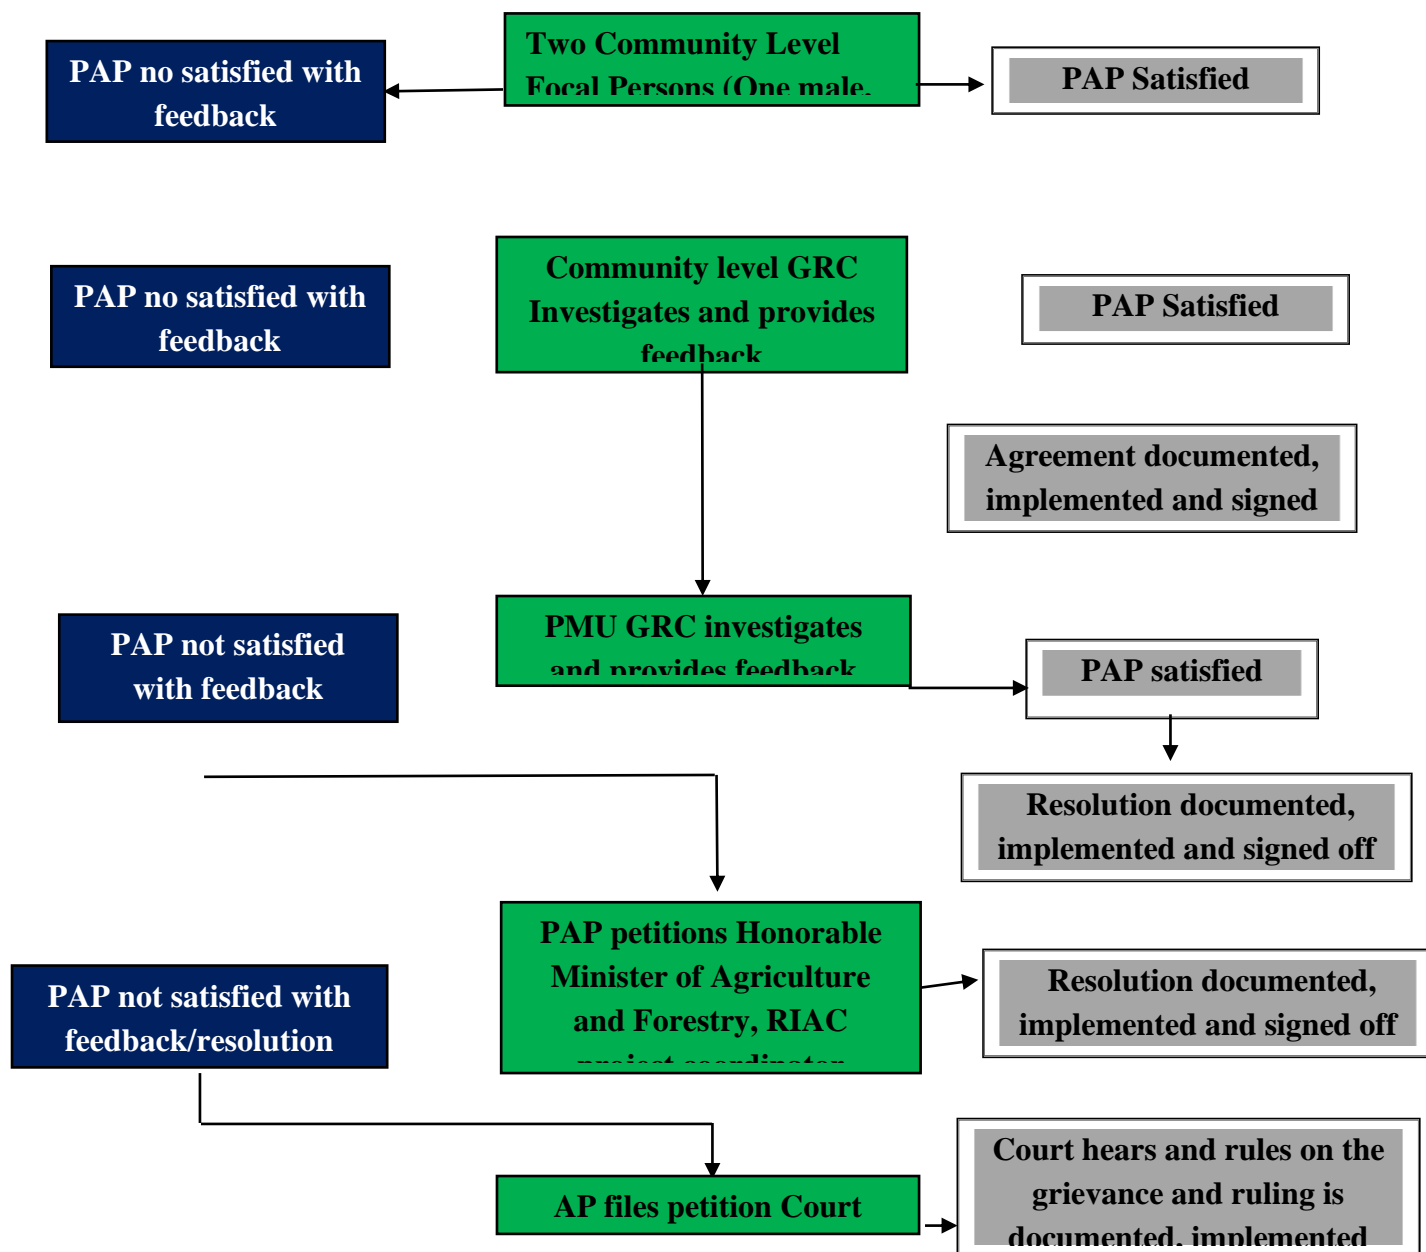 Two Community Level
Focal Persons (One male,
PAP no satisfied with
feedback
PAP Satisfied
Community level GRC
Investigates and provides
feedback
PAP no satisfied with
feedback
PAP Satisfied
Agreement documented,
implemented and signed
PMU GRC investigates
and provides feedback
PAP not satisfied
with feedback
PAP satisfied
Resolution documented,
implemented and signed off
PAP petitions Honorable
Minister of Agriculture
and Forestry, RIAC
project coordinator
PAP not satisfied with
feedback/resolution
Resolution documented,
implemented and signed off
AP files petition Court
Court hears and rules on the
grievance and ruling is
documented, implemented